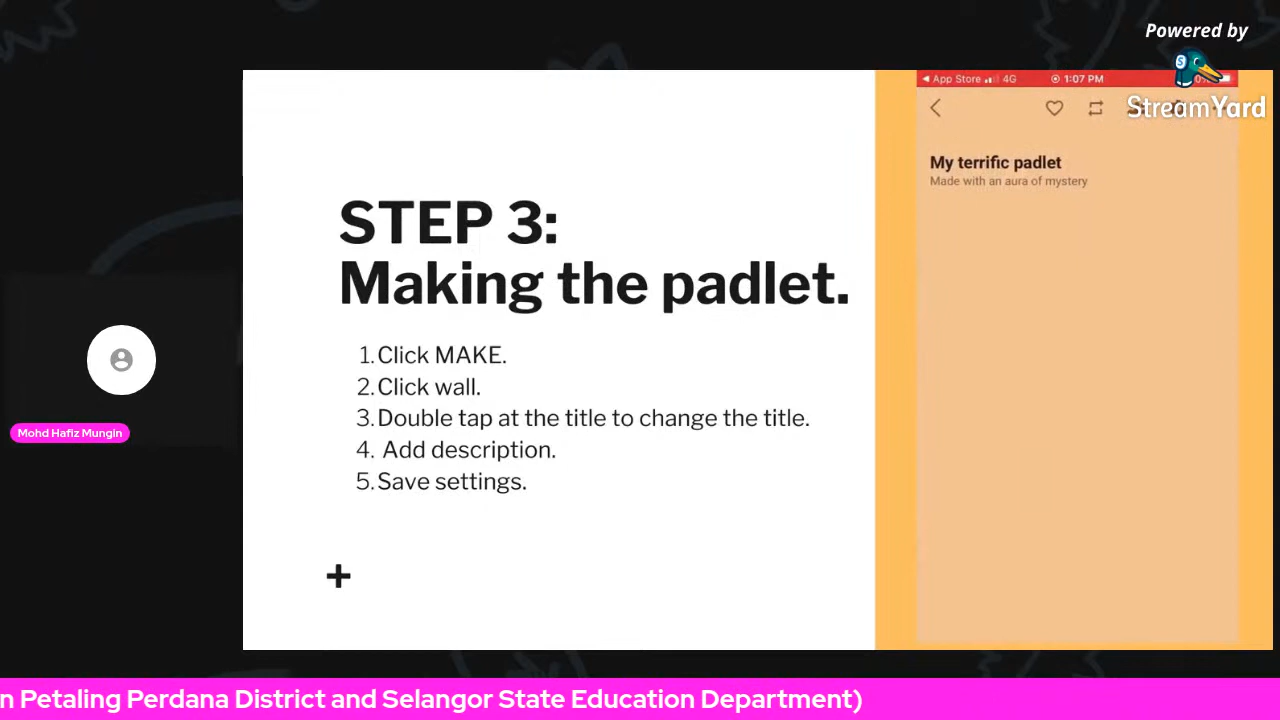 Powered by
StreamYard
App Store 4G 1:07 PM
My terrific padlet
Made with an aura of mystery
STEP 3:
Making the padlet.
1. Click MAKE.
2. Click wall.
3. Double tap at the title to change the title.
4. Add description.
5. Save settings.
+
Mohd Hafiz Mungin
n Petaling Perdana District and Selangor State Education Department)